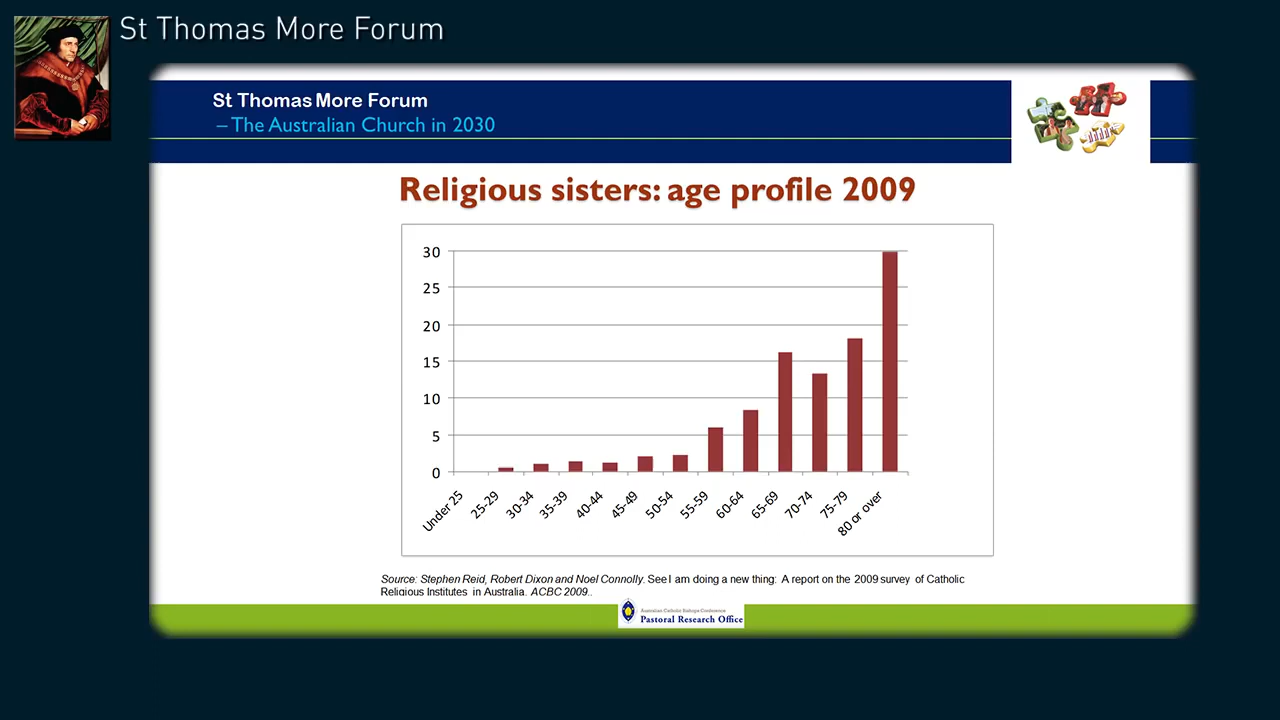 St Thomas More Forum
St Thomas More Forum
– The Australian Church in 2030
Religious sisters: age profile 2009
30
25
20
15
10
5
0
Under 25
25-29
30-34
35-39
40-44
45-49
50-54
55-59
60-64
65-69
70-74
75-79
80 or over
Source: Stephen Reid, Robert Dixon and Noel Connolly. See I am doing a new thing: A report on the 2009 survey of Catholic
Religious Institutes in Australia. ACBC 2009..
Australian Catholic Bishops Conference
Pastoral Research Office